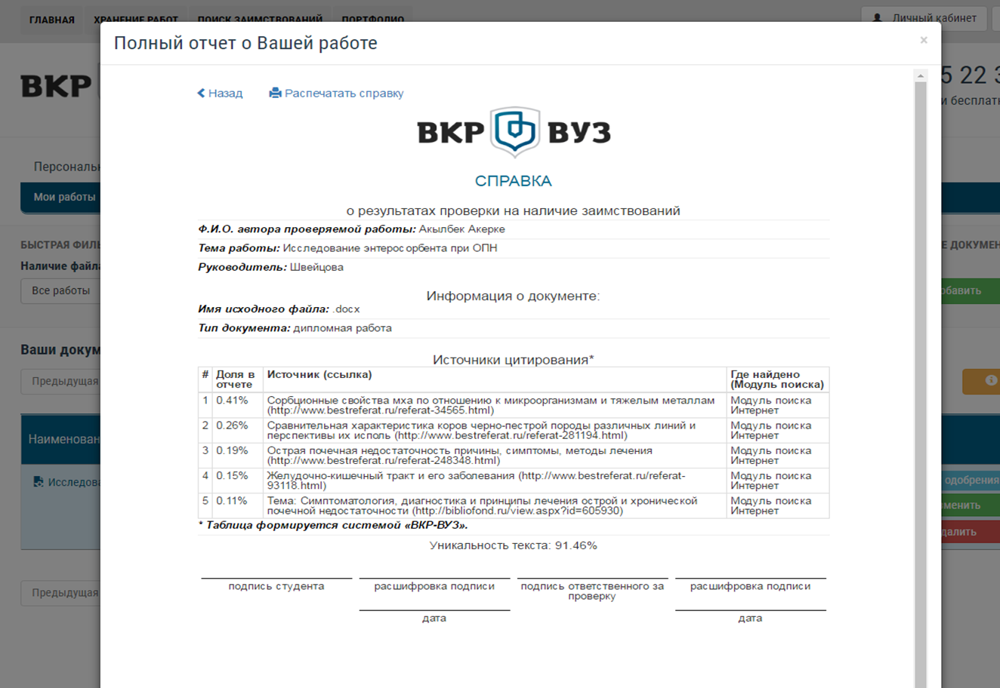 ГЛАВНАЯ ХРАНЕНИЕ РАБОТ ПОИСК ЗАИМСТВОВАНИЙ ПОРТФОЛИО Личный кабинет
Полный отчет о Вашей работе ×
ВКР 5 22
и бесплатн
Назад Распечатать справку
ВКР ВУЗ
СПРАВКА
Персональн
Мои работы
о результатах проверки на наличие заимствований
Ф.И.О. автора проверяемой работы: Акылбек Акерке
БЫСТРАЯ ФИЛЬ Е ДОКУМЕН
Тема работы: Исследование энтеросорбента при ОПН
Наличие файла
Руководитель: Швейцова
Все работы обавить
Информация о документе:
Имя исходного файла: .docx
Тип документа: дипломная работа
Ваши докум
Источники цитирования*
Предыдущая
# Доля в отчете Источник (ссылка) Где найдено (Модуль поиска)
1 0.41% Сорбционные свойства мха по отношению к микроорганизмам и тяжелым металлам Модуль поиска
(http://www.bestreferat.ru/referat-34565.html) Интернет
2 0.26% Сравнительная характеристика коров черно-пестрой породы различных линий и Модуль поиска
перспективы их исполь (http://www.bestreferat.ru/referat-281194.html) Интернет
Наименован
3 0.19% Острая почечная недостаточность причины, симптомы, методы лечения Модуль поиска
(http://www.bestreferat.ru/referat-248348.html) Интернет
4 0.15% Желудочно-кишечный тракт и его заболевания (http://www.bestreferat.ru/referat- Модуль поиска
93118.html) Интернет
Исследова одобрения
5 0.11% Тема: Симптоматология, диагностика и принципы лечения острой и хронической Модуль поиска
почечной недостаточности (http://bibliofond.ru/view.aspx?id=605930) Интернет
менить
* Таблица формируется системой «ВКР-ВУЗ».
далить
Уникальность текста: 91.46%
подпись студента расшифровка подписи подпись ответственного за расшифровка подписи
проверку
Предыдущая
дата дата